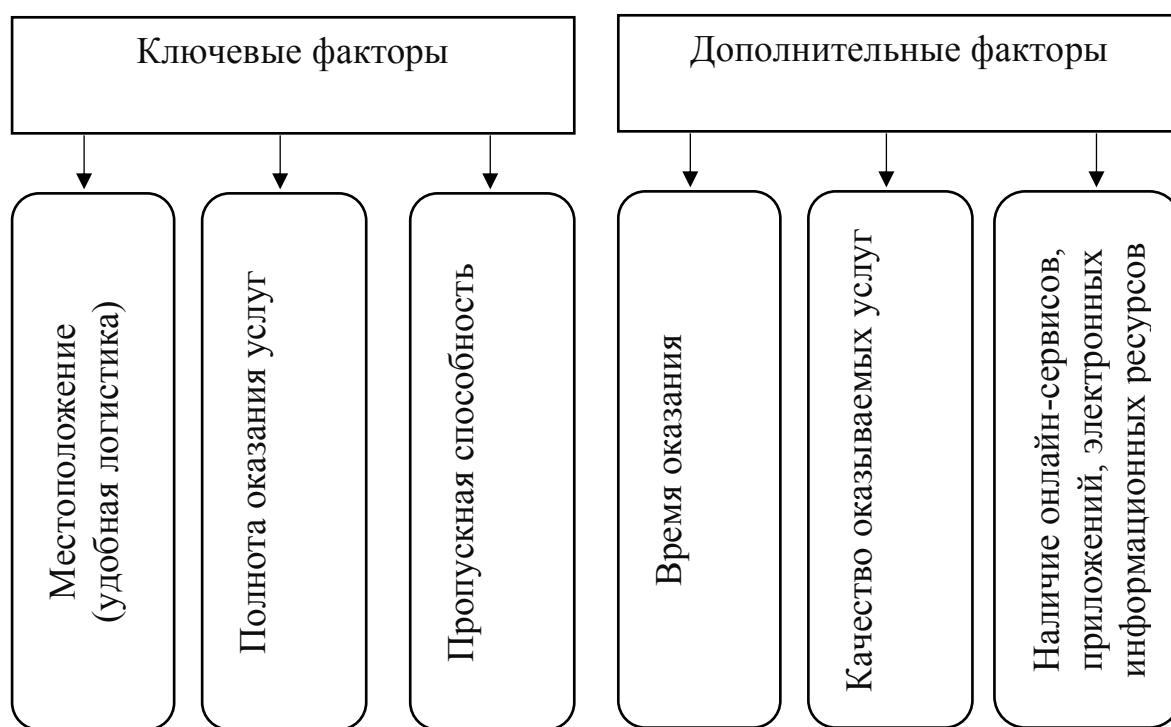 Ключевые факторы
Дополнительные факторы
Местоположение
(удобная логистика)
Полнота оказания услуг
Пропускная способность
Время оказания
Качество оказываемых услуг
Наличие онлайн-сервисов,
приложений, электронных
информационных ресурсов